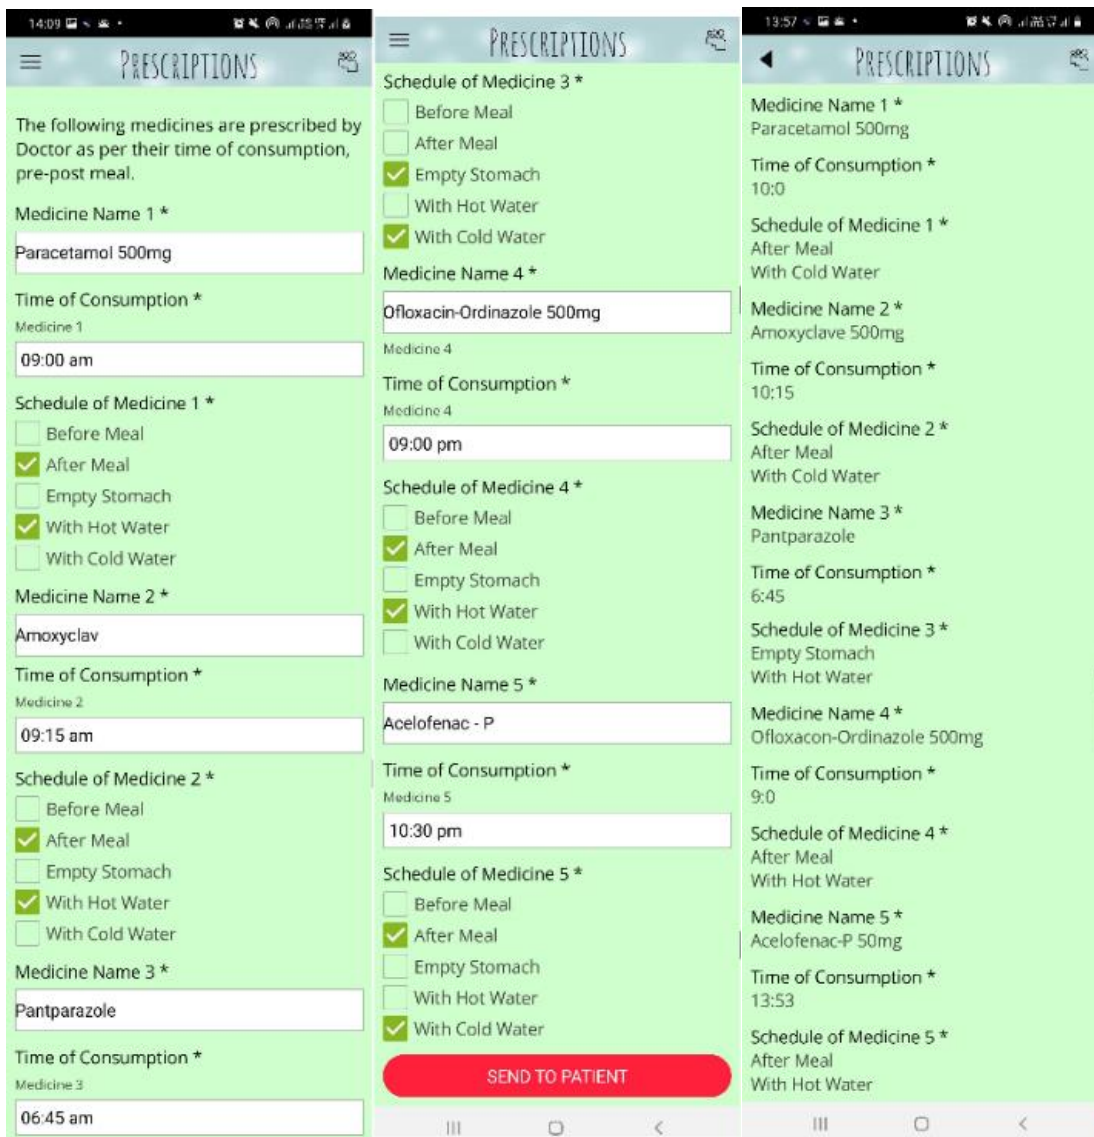 14:09
PRESCRIPTIONS
The following medicines are prescribed by
Doctor as per their time of consumption,
pre-post meal.
Medicine Name 1 *
Paracetamol 500mg
Time of Consumption *
Medicine 1
09:00 am
Schedule of Medicine 1 *
Before Meal
After Meal
Empty Stomach
With Hot Water
With Cold Water
Medicine Name 2 *
Amoxyclav
Time of Consumption *
Medicine 2
09:15 am
Schedule of Medicine 2 *
Before Meal
After Meal
Empty Stomach
With Hot Water
With Cold Water
Medicine Name 3 *
Pantparazole
Time of Consumption *
Medicine 3
06:45 am
PRESCRIPTIONS
Schedule of Medicine 3 *
Before Meal
After Meal
Empty Stomach
With Hot Water
With Cold Water
Medicine Name 4 *
Ofloxacin-Ordinazole 500mg
Medicine 4
Time of Consumption *
Medicine 4
09:00 pm
Schedule of Medicine 4 *
Before Meal
After Meal
Empty Stomach
With Hot Water
With Cold Water
Medicine Name 5 *
Acelofenac - P
Time of Consumption *
Medicine 5
10:30 pm
Schedule of Medicine 5 *
Before Meal
After Meal
Empty Stomach
With Hot Water
With Cold Water
SEND TO PATIENT
13:57
PRESCRIPTIONS
Medicine Name 1 *
Paracetamol 500mg
Time of Consumption *
10:0
Schedule of Medicine 1 *
After Meal
With Cold Water
Medicine Name 2 *
Amoxyclave 500mg
Time of Consumption *
10:15
Schedule of Medicine 2 *
After Meal
With Cold Water
Medicine Name 3 *
Pantparazole
Time of Consumption *
6:45
Schedule of Medicine 3 *
Empty Stomach
With Hot Water
Medicine Name 4 *
Ofloxacon-Ordinazole 500mg
Time of Consumption *
9:0
Schedule of Medicine 4 *
After Meal
With Hot Water
Medicine Name 5 *
Acelofenac-P 50mg
Time of Consumption *
13:53
Schedule of Medicine 5 *
After Meal
With Hot Water